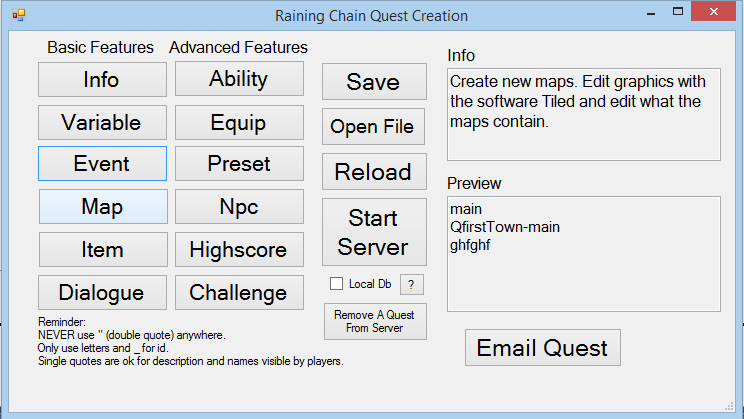 Raining Chain Quest Creation
Basic Features
Advanced Features
Info
Ability
Variable
Equip
Event
Preset
Map
Npc
Item
Highscore
Dialogue
Challenge
Reminder:
NEVER use " (double quote) anywhere.
Only use letters and _ for id.
Single quotes are ok for description and names visible by players.
Save
Open File
Reload
Start
Server
Local Db
?
Remove A Quest
From Server
Info
Create new maps. Edit graphics with
the software Tiled and edit what the
maps contain.
Preview
main
QfirstTown-main
ghfghf
Email Quest